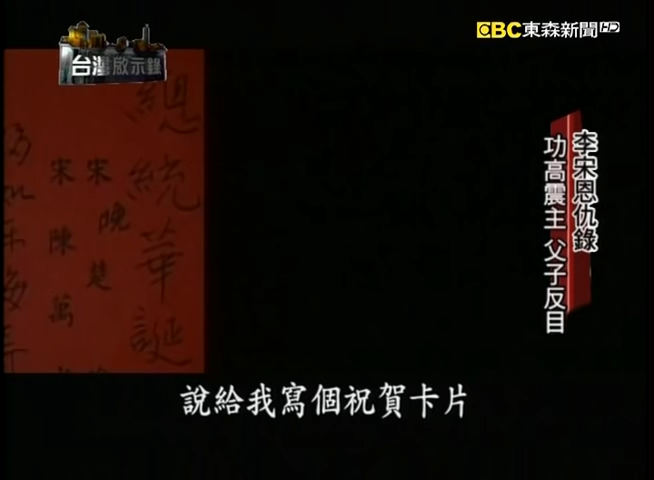 台灣啟示錄
EBC東森新聞HD
李宋恩仇錄
功高震主 父子反目
總統華誕
宋晚楚
宋陳萬
說給我寫個祝賀卡片